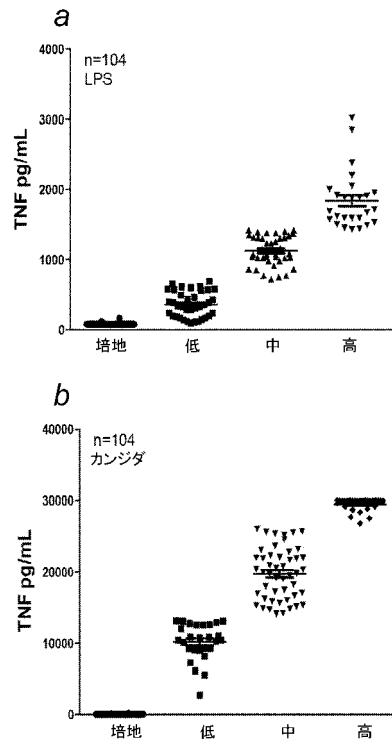 a
n=104
LPS
TNF pg/mL
4000
3000
2000
1000
0
培地 低 中 高
b
n=104
カンジダ
TNF pg/mL
40000
30000
20000
10000
0
培地 低 中 高